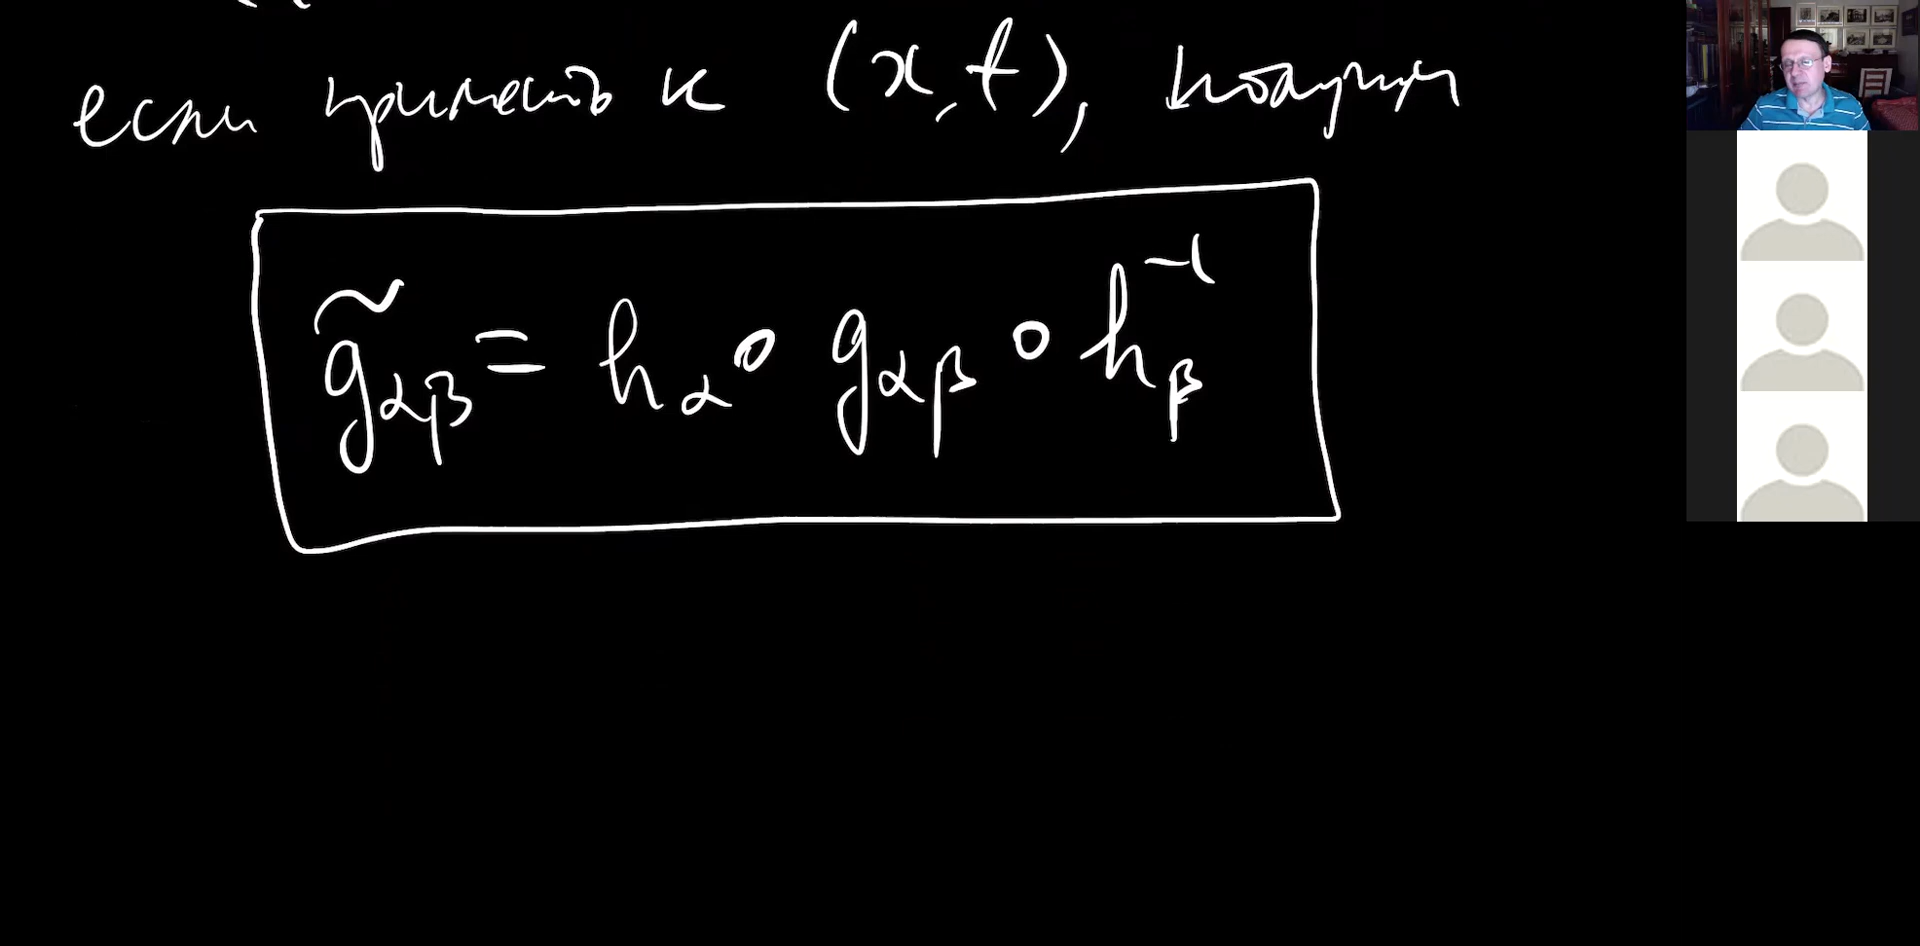 если применить к (x,t), получим
g̃αβ = hα ∘ gαβ ∘ hβ⁻¹